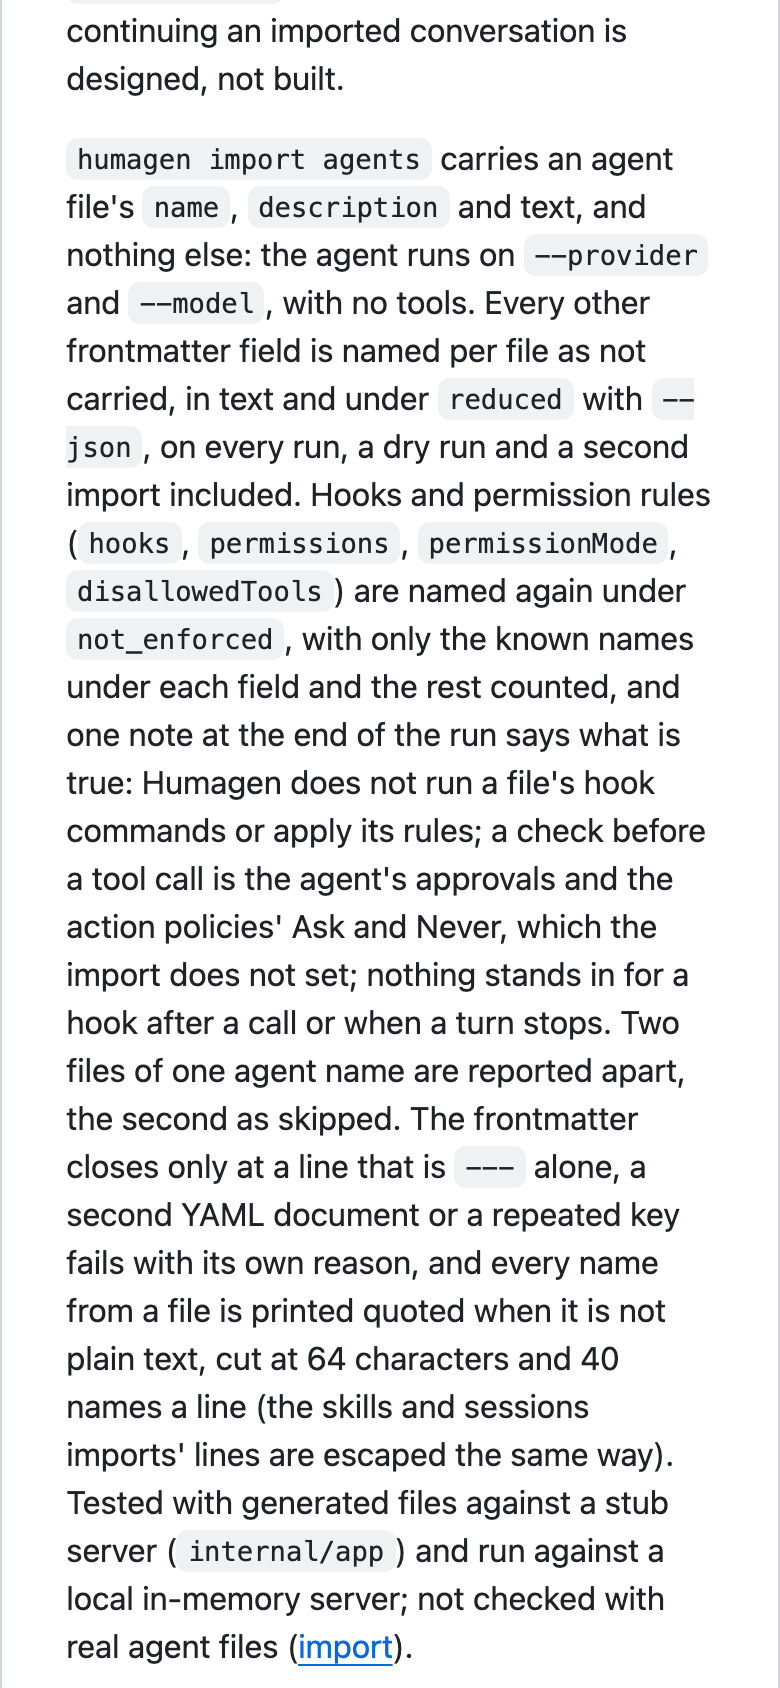 continuing an imported conversation is
designed, not built.
humagen import agents carries an agent
file's name, description and text, and
nothing else: the agent runs on --provider
and --model, with no tools. Every other
frontmatter field is named per file as not
carried, in text and under reduced with --
json, on every run, a dry run and a second
import included. Hooks and permission rules
(hooks, permissions, permissionMode,
disallowedTools) are named again under
not_enforced, with only the known names
under each field and the rest counted, and
one note at the end of the run says what is
true: Humagen does not run a file's hook
commands or apply its rules; a check before
a tool call is the agent's approvals and the
action policies' Ask and Never, which the
import does not set; nothing stands in for a
hook after a call or when a turn stops. Two
files of one agent name are reported apart,
the second as skipped. The frontmatter
closes only at a line that is --- alone, a
second YAML document or a repeated key
fails with its own reason, and every name
from a file is printed quoted when it is not
plain text, cut at 64 characters and 40
names a line (the skills and sessions
imports' lines are escaped the same way).
Tested with generated files against a stub
server (internal/app) and run against a
local in-memory server; not checked with
real agent files (import).